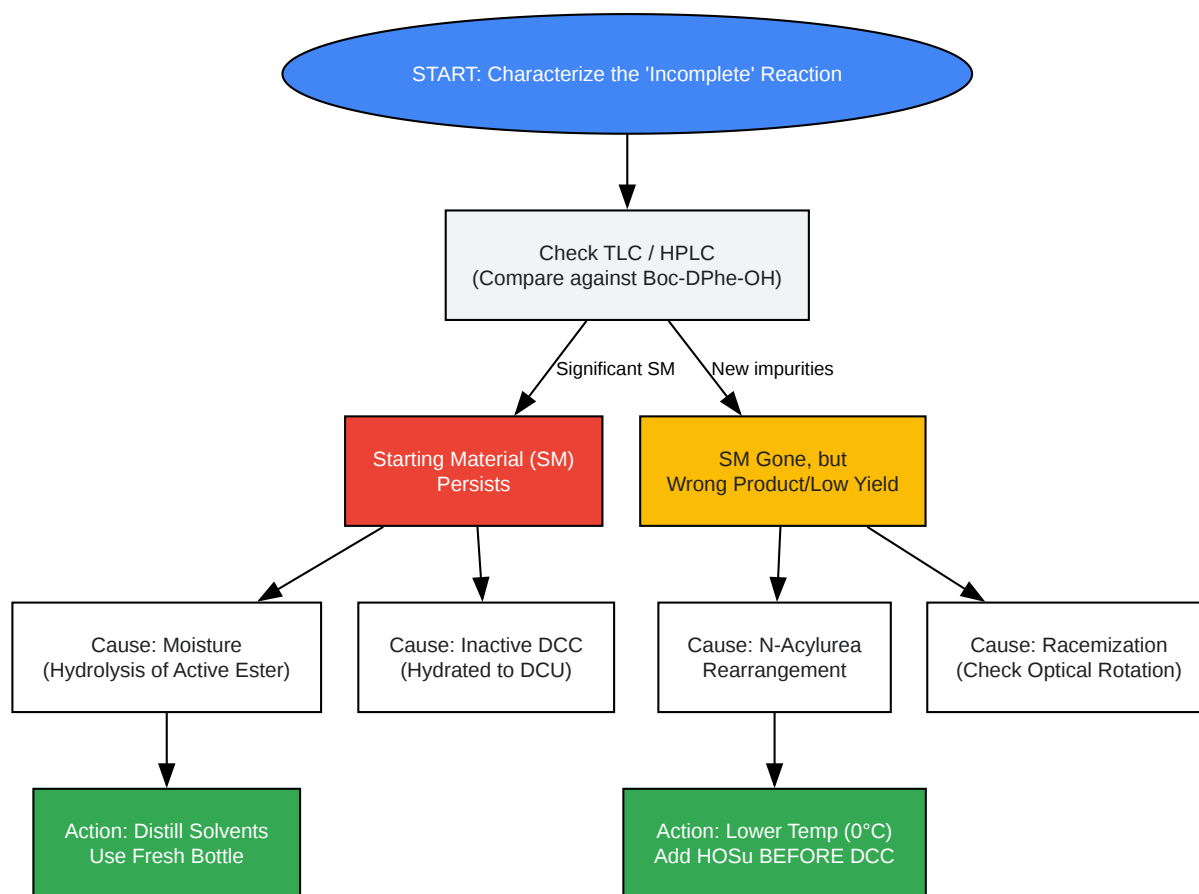 START: Characterize the 'Incomplete' Reaction
Check TLC / HPLC
(Compare against Boc-DPhe-OH)
Significant SM
New impurities
Starting Material (SM)
Persists
SM Gone, but
Wrong Product/Low Yield
Cause: Moisture
(Hydrolysis of Active Ester)
Cause: Inactive DCC
(Hydrated to DCU)
Cause: N-Acylurea
Rearrangement
Cause: Racemization
(Check Optical Rotation)
Action: Distill Solvents
Use Fresh Bottle
Action: Lower Temp (0°C)
Add HOSu BEFORE DCC